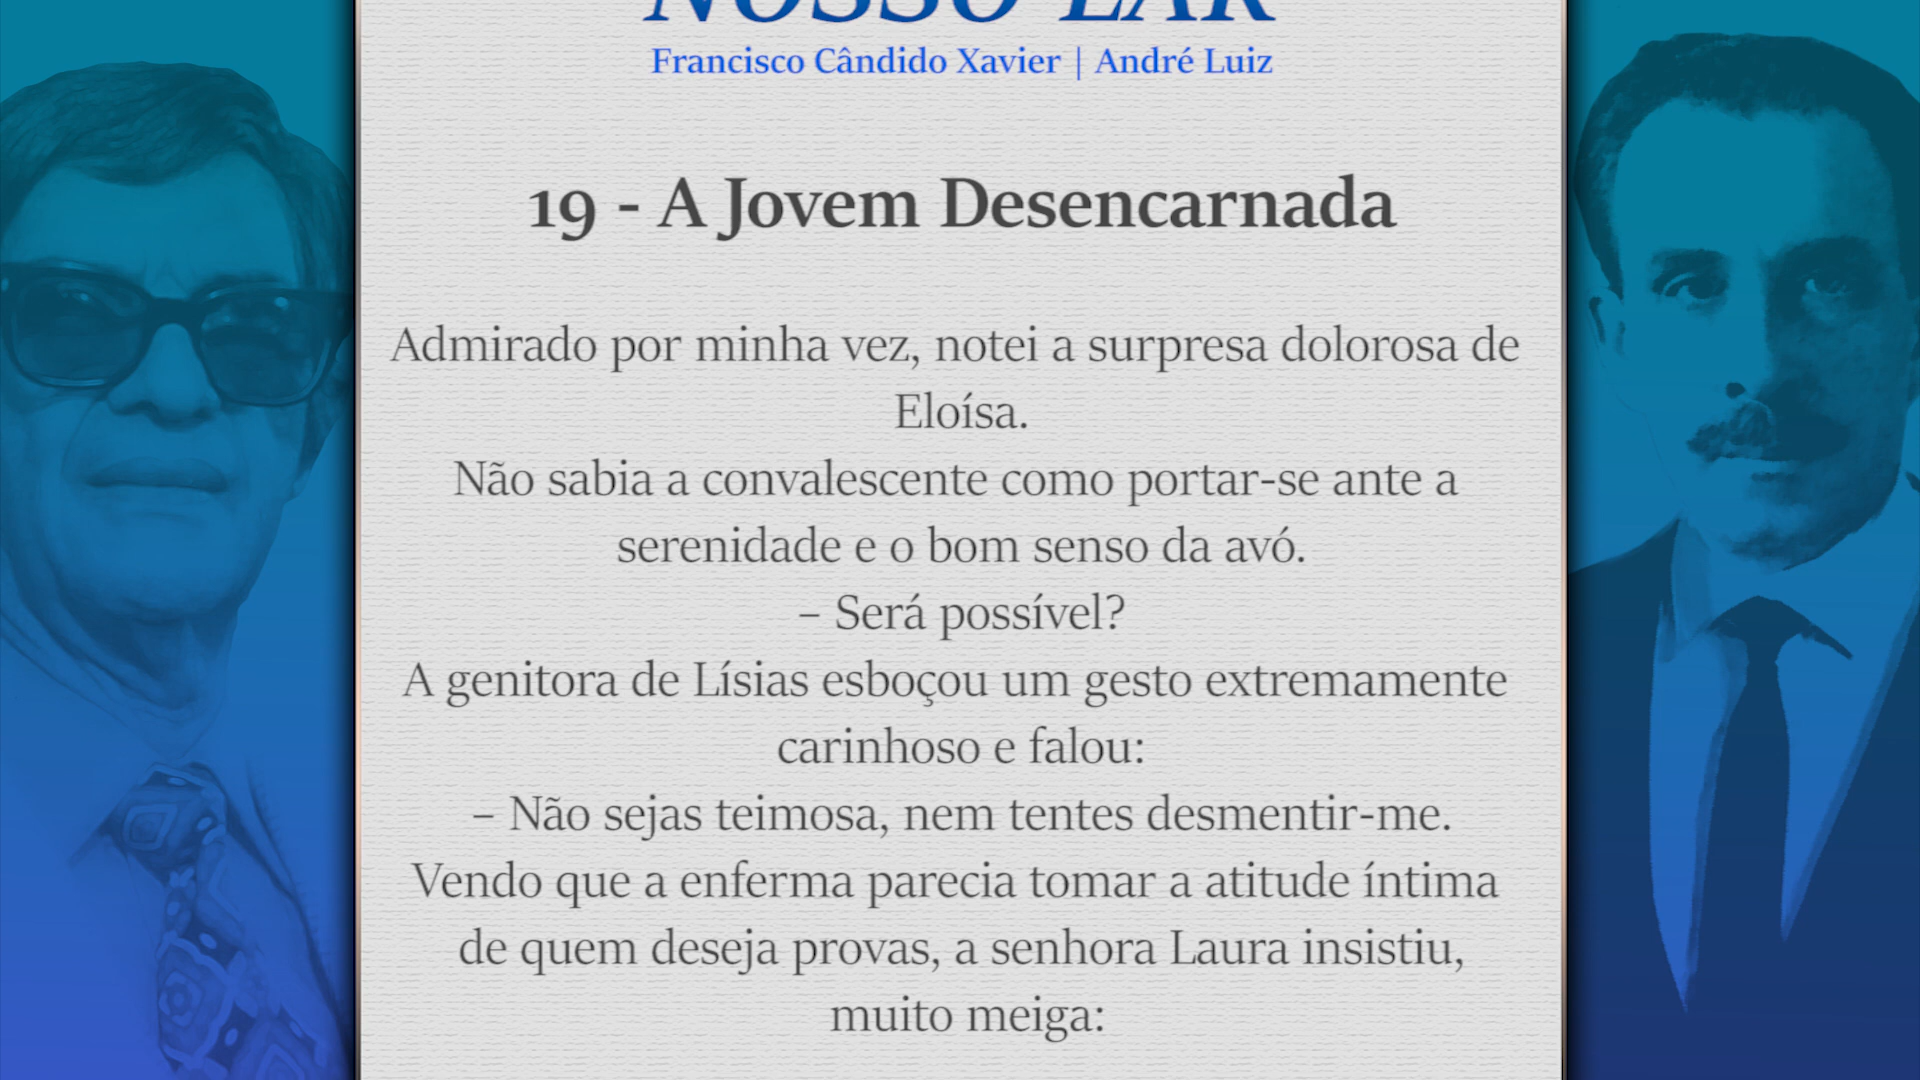 NOSSO LAR
Francisco Cândido Xavier | André Luiz
19 - A Jovem Desencarnada
Admirado por minha vez, notei a surpresa dolorosa de
Eloísa.
Não sabia a convalescente como portar-se ante a
serenidade e o bom senso da avó.
– Será possível?
A genitora de Lísias esboçou um gesto extremamente
carinhoso e falou:
– Não sejas teimosa, nem tentes desmentir-me.
Vendo que a enferma parecia tomar a atitude íntima
de quem deseja provas, a senhora Laura insistiu,
muito meiga: